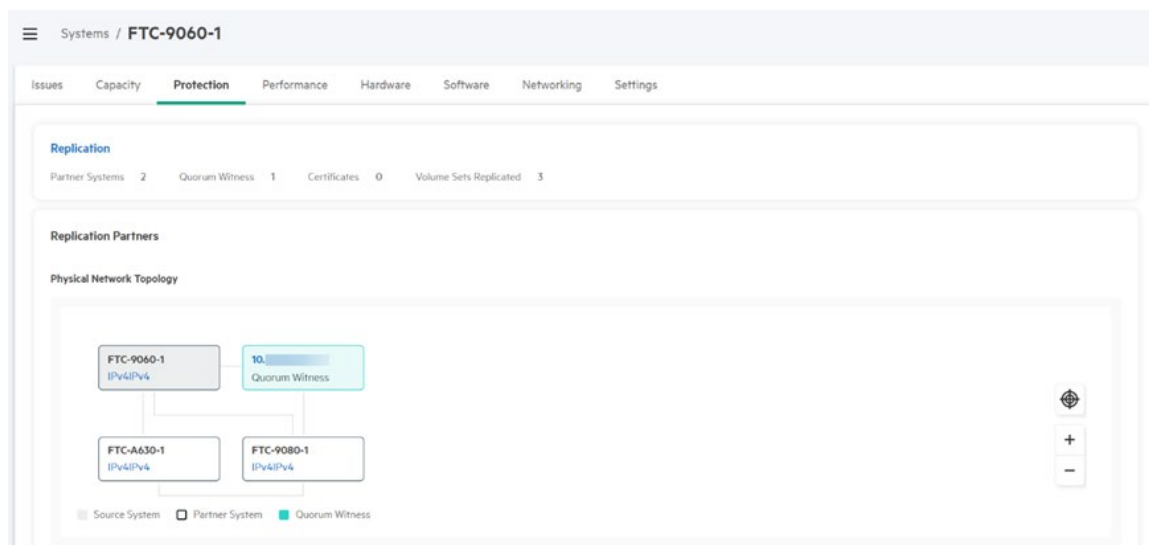 Systems / FTC-9060-1
Issues Capacity Protection Performance Hardware Software Networking Settings
Replication
Partner Systems 2 Quorum Witness 1 Certificates 0 Volume Sets Replicated 3
Replication Partners
Physical Network Topology
FTC-9060-1
IPv4IPv4
10.
Quorum Witness
FTC-A630-1
IPv4IPv4
FTC-9080-1
IPv4IPv4
Source System Partner System Quorum Witness